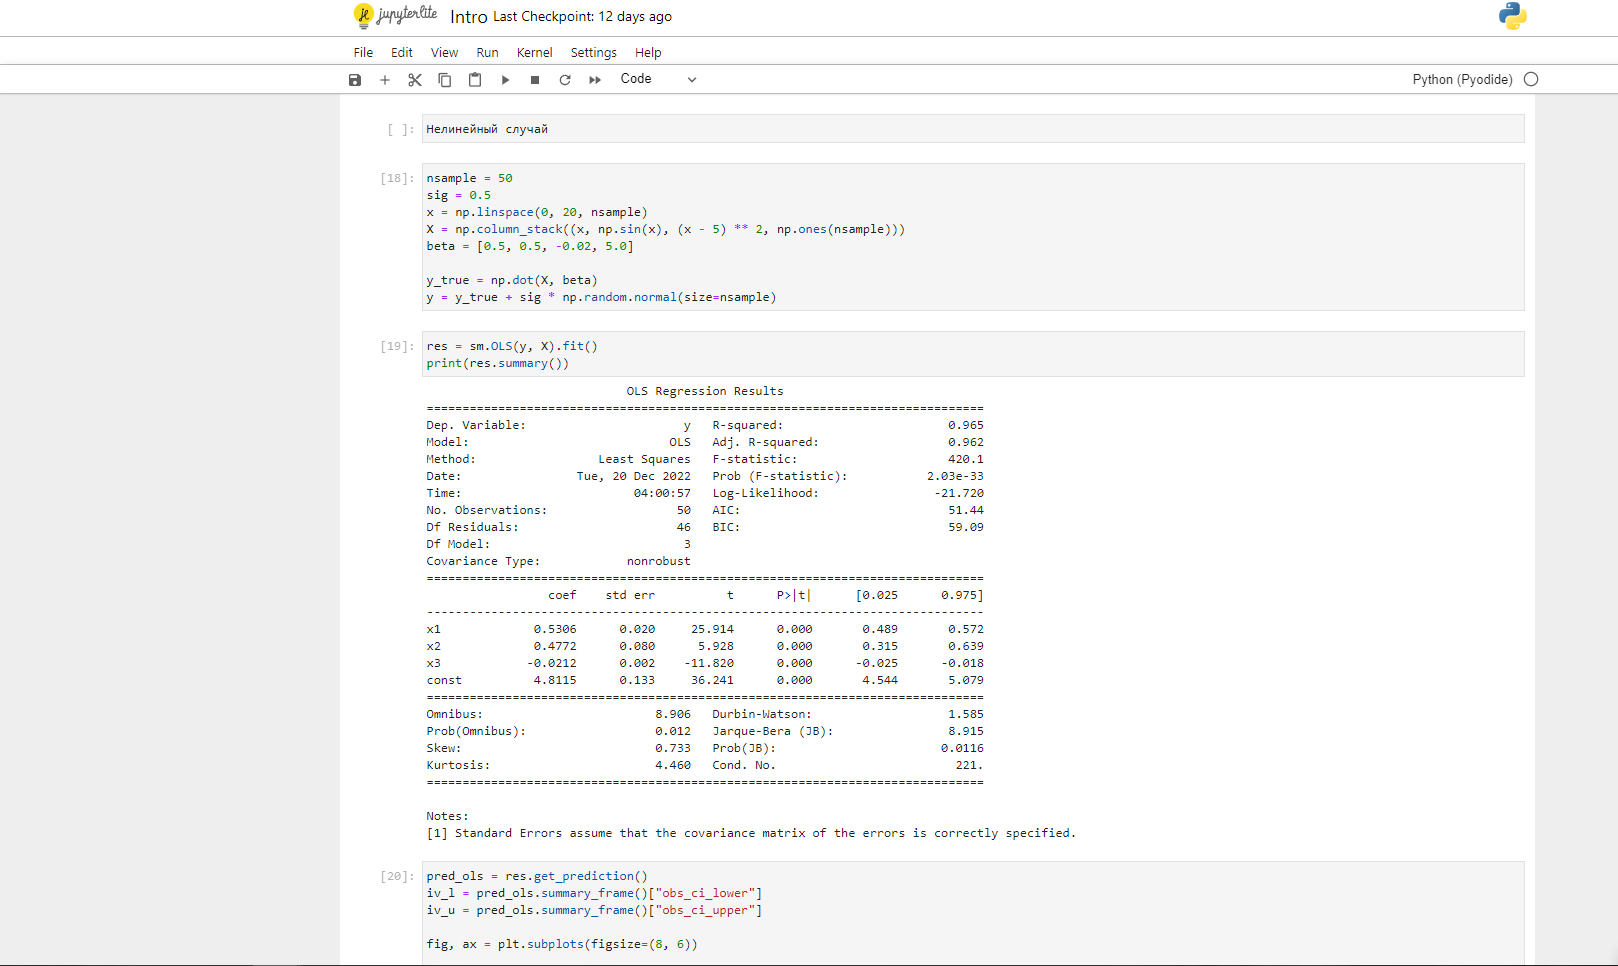 jupyterlite Intro Last Checkpoint: 12 days ago
File Edit View Run Kernel Settings Help
Code Python (Pyodide)
[ ]: Нелинейный случай
[18]: nsample = 50
sig = 0.5
x = np.linspace(0, 20, nsample)
X = np.column_stack((x, np.sin(x), (x - 5) ** 2, np.ones(nsample)))
beta = [0.5, 0.5, -0.02, 5.0]
y_true = np.dot(X, beta)
y = y_true + sig * np.random.normal(size=nsample)
[19]: res = sm.OLS(y, X).fit()
print(res.summary())
OLS Regression Results
==============================================================================
Dep. Variable: y R-squared: 0.965
Model: OLS Adj. R-squared: 0.962
Method: Least Squares F-statistic: 420.1
Date: Tue, 20 Dec 2022 Prob (F-statistic): 2.03e-33
Time: 04:00:57 Log-Likelihood: -21.720
No. Observations: 50 AIC: 51.44
Df Residuals: 46 BIC: 59.09
Df Model: 3
Covariance Type: nonrobust
==============================================================================
coef std err t P>|t| [0.025 0.975]
------------------------------------------------------------------------------
x1 0.5306 0.020 25.914 0.000 0.489 0.572
x2 0.4772 0.080 5.928 0.000 0.315 0.639
x3 -0.0212 0.002 -11.820 0.000 -0.025 -0.018
const 4.8115 0.133 36.241 0.000 4.544 5.079
==============================================================================
Omnibus: 8.906 Durbin-Watson: 1.585
Prob(Omnibus): 0.012 Jarque-Bera (JB): 8.915
Skew: 0.733 Prob(JB): 0.0116
Kurtosis: 4.460 Cond. No. 221.
==============================================================================
Notes:
[1] Standard Errors assume that the covariance matrix of the errors is correctly specified.
[20]: pred_ols = res.get_prediction()
iv_l = pred_ols.summary_frame()["obs_ci_lower"]
iv_u = pred_ols.summary_frame()["obs_ci_upper"]
fig, ax = plt.subplots(figsize=(8, 6))